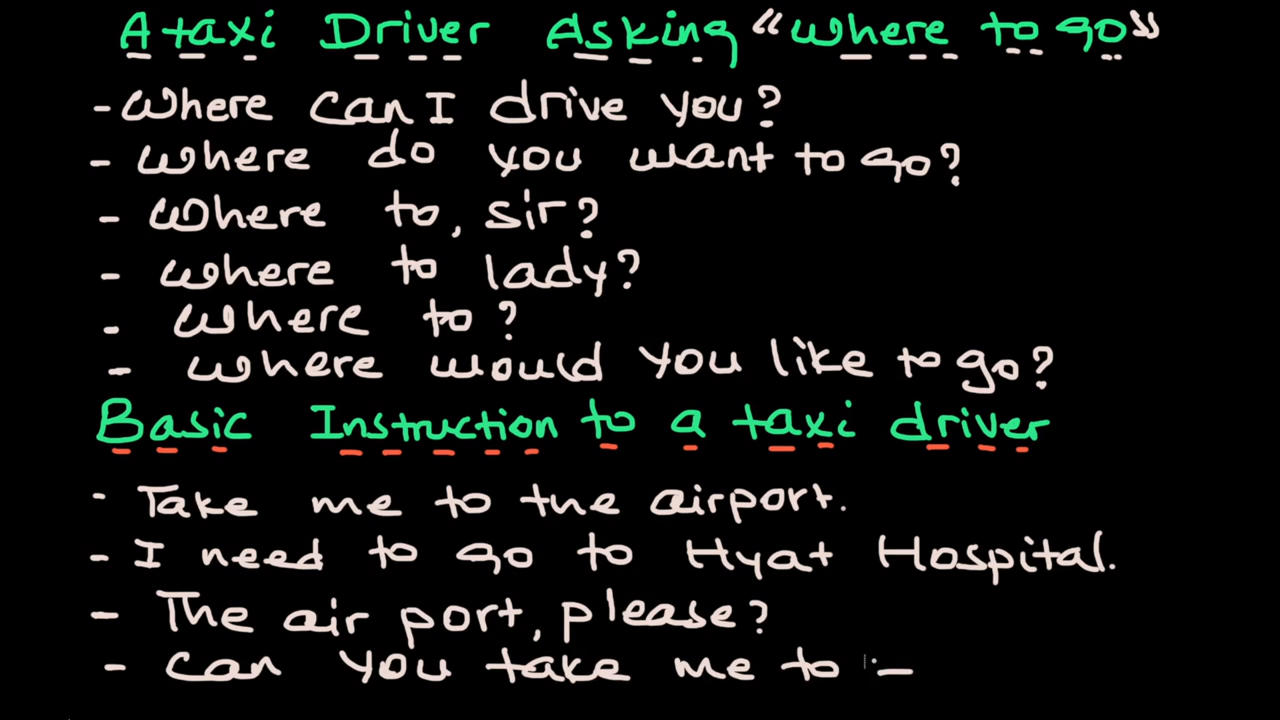 A taxi Driver Asking "Where to go"
- Where can I drive you?
- Where do you want to go?
- Where to, sir?
- Where to lady?
- Where to?
- Where would you like to go?
Basic Instruction to a taxi driver
- Take me to the airport.
- I need to go to Hyat Hospital.
- The air port, please?
- Can you take me to :-